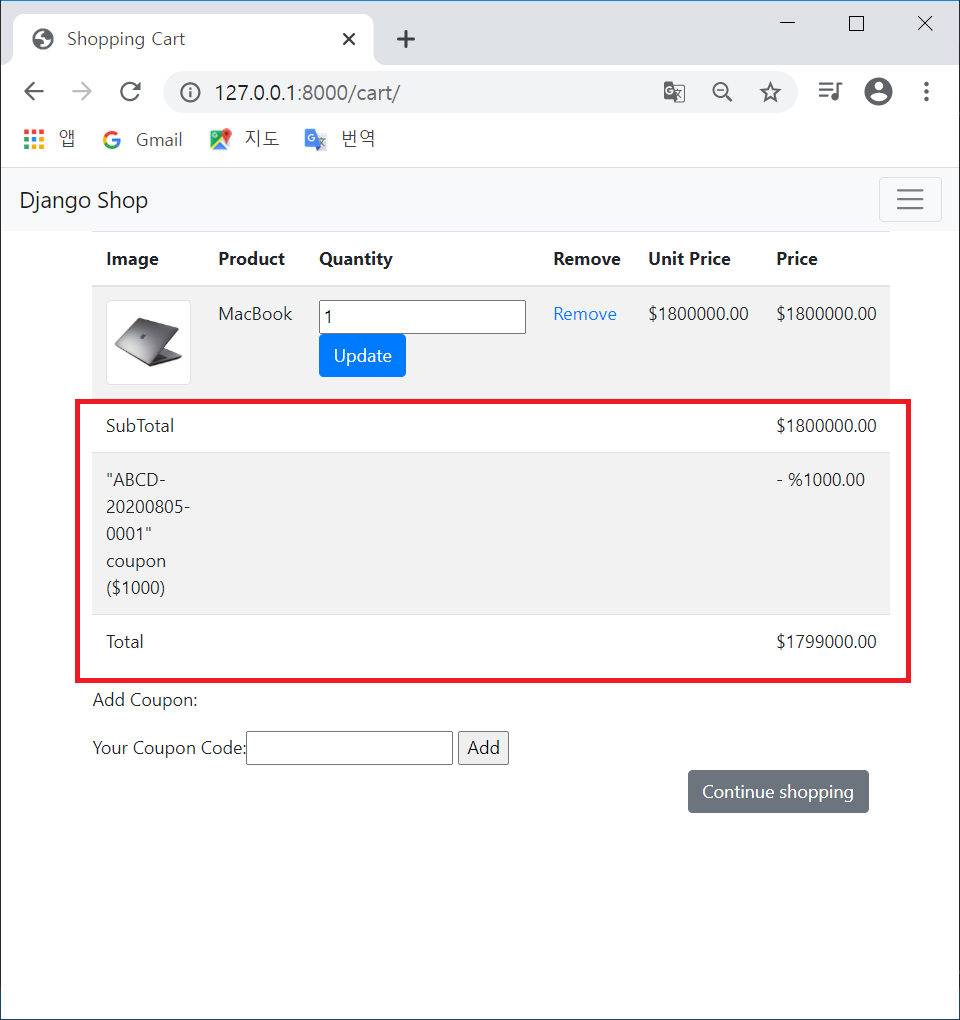 Shopping Cart
127.0.0.1:8000/cart/
앱 Gmail 지도 번역
Django Shop
Image Product Quantity Remove Unit Price Price
MacBook 1 Remove $1800000.00 $1800000.00
Update
SubTotal $1800000.00
"ABCD- - %1000.00
20200805-
0001"
coupon
($1000)
Total $1799000.00
Add Coupon:
Your Coupon Code: Add
Continue shopping